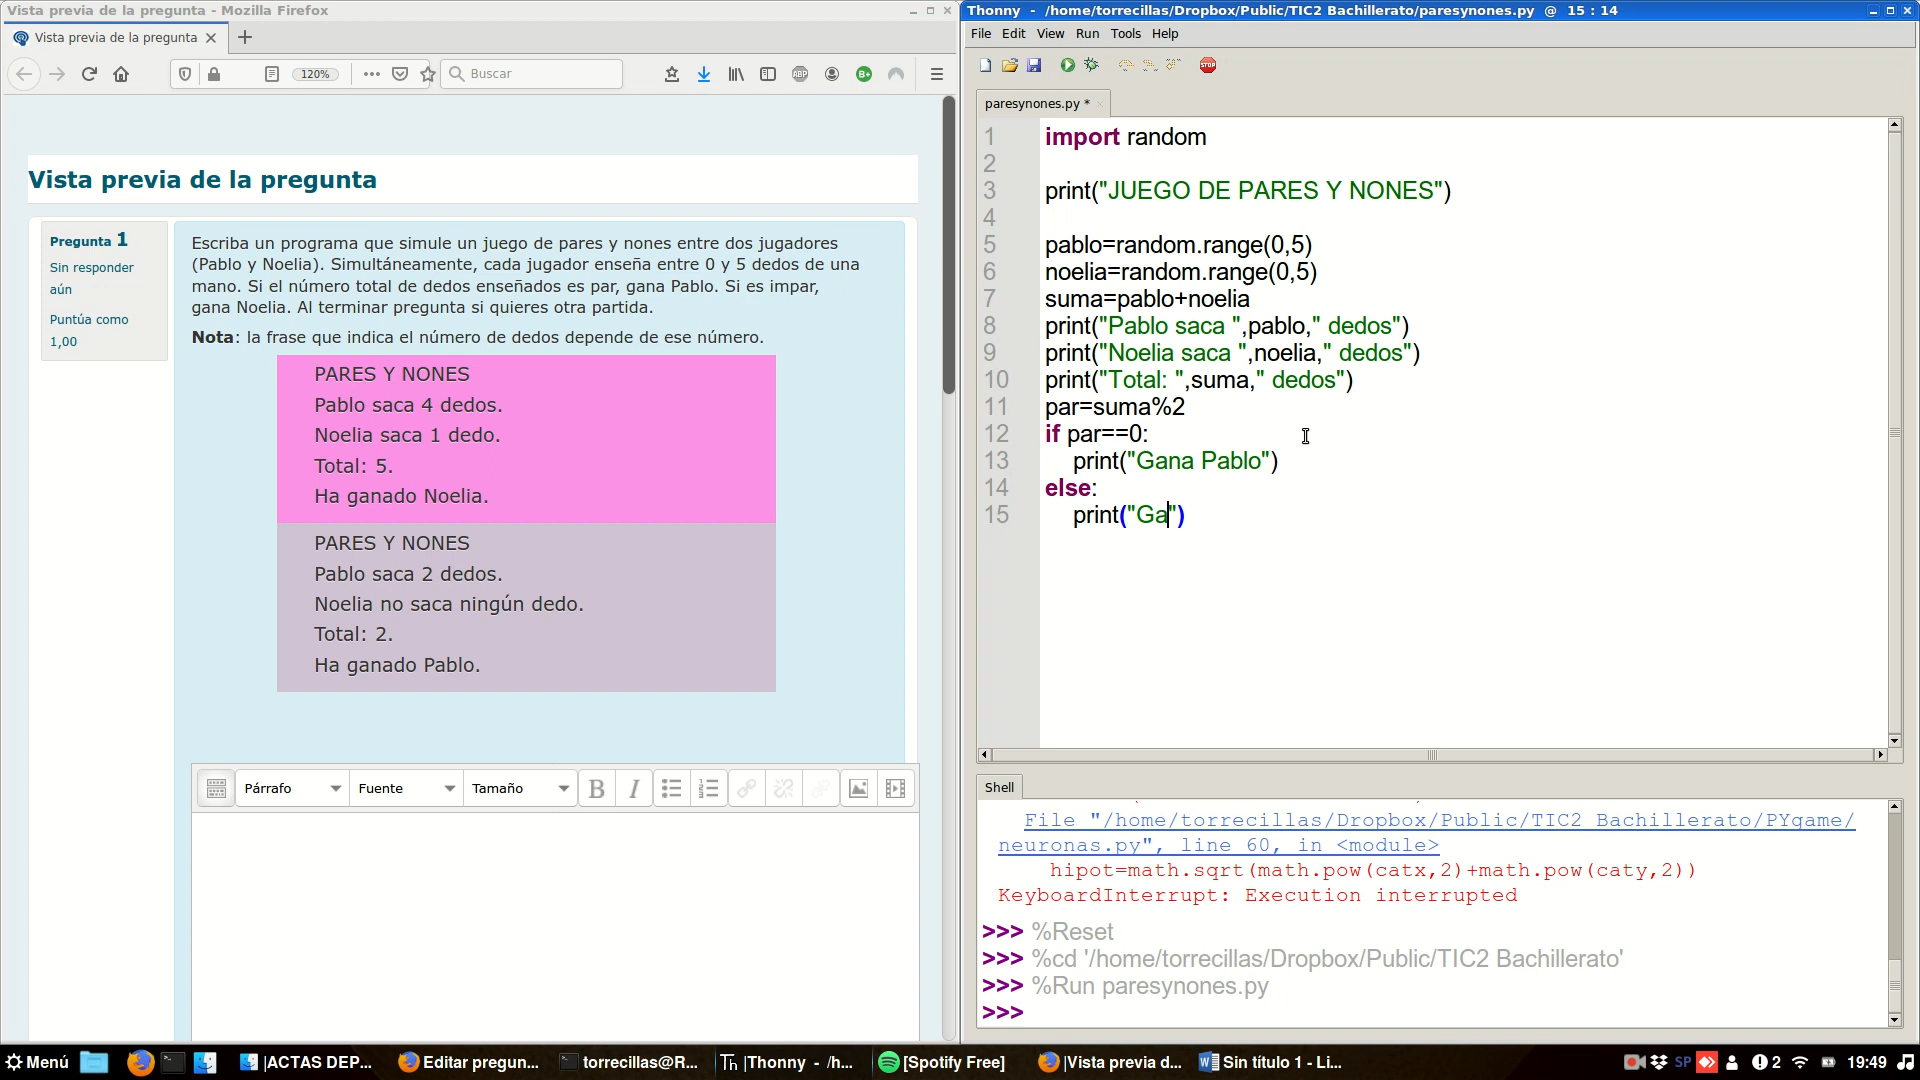 Vista previa de la pregunta - Mozilla Firefox
Vista previa de la pregunta
120%
Buscar
ABP
B+
Vista previa de la pregunta
Pregunta 1
Sin responder
aún
Puntúa como
1,00
Escriba un programa que simule un juego de pares y nones entre dos jugadores
(Pablo y Noelia). Simultáneamente, cada jugador enseña entre 0 y 5 dedos de una
mano. Si el número total de dedos enseñados es par, gana Pablo. Si es impar,
gana Noelia. Al terminar pregunta si quieres otra partida.
Nota: la frase que indica el número de dedos depende de ese número.
PARES Y NONES
Pablo saca 4 dedos.
Noelia saca 1 dedo.
Total: 5.
Ha ganado Noelia.
PARES Y NONES
Pablo saca 2 dedos.
Noelia no saca ningún dedo.
Total: 2.
Ha ganado Pablo.
Párrafo
Fuente
Tamaño
B
I
Thonny - /home/torrecillas/Dropbox/Public/TIC2 Bachillerato/paresynones.py @ 15 : 14
File Edit View Run Tools Help
STOP
paresynones.py *
1 import random
2
3 print("JUEGO DE PARES Y NONES")
4
5 pablo=random.range(0,5)
6 noelia=random.range(0,5)
7 suma=pablo+noelia
8 print("Pablo saca ",pablo," dedos")
9 print("Noelia saca ",noelia," dedos")
10 print("Total: ",suma," dedos")
11 par=suma%2
12 if par==0:
13 print("Gana Pablo")
14 else:
15 print("Ga")
Shell
File "/home/torrecillas/Dropbox/Public/TIC2 Bachillerato/PYgame/
neuronas.py", line 60, in <module>
hipot=math.sqrt(math.pow(catx,2)+math.pow(caty,2))
KeyboardInterrupt: Execution interrupted
>>> %Reset
>>> %cd '/home/torrecillas/Dropbox/Public/TIC2 Bachillerato'
>>> %Run paresynones.py
>>>
Menú
|ACTAS DEP...
Editar pregun...
torrecillas@R...
Th |Thonny - /h...
[Spotify Free]
|Vista previa d...
Sin título 1 - Li...
SP
2
19:49